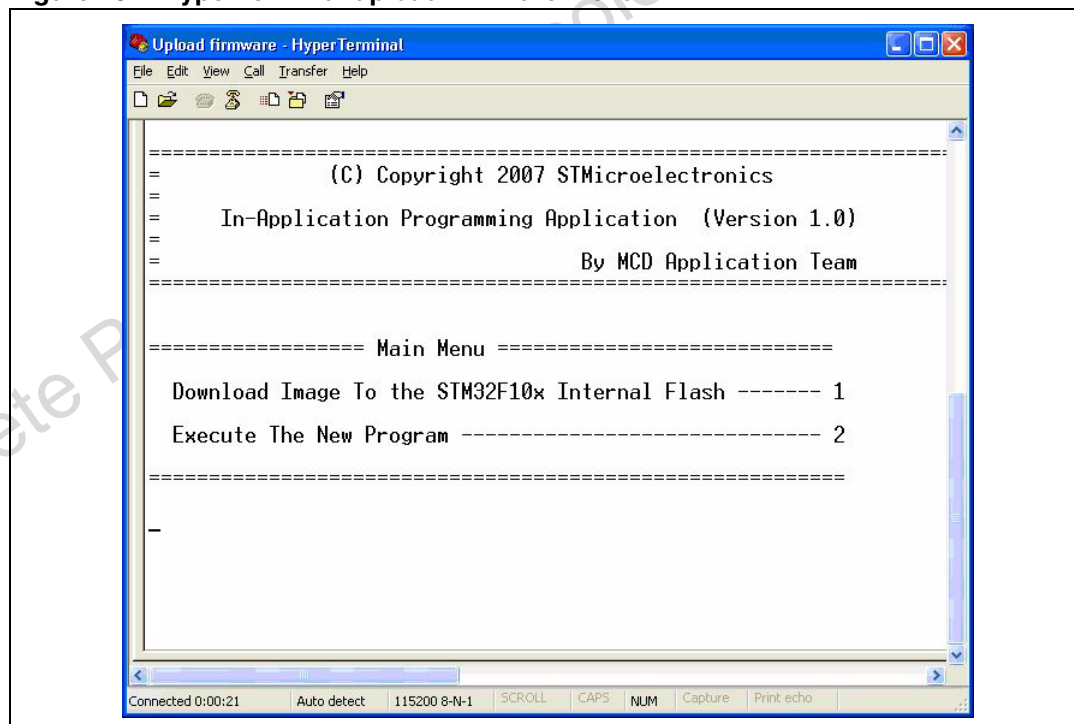 Upload firmware - HyperTerminal
File Edit View Call Transfer Help
==================================================================
= (C) Copyright 2007 STMicroelectronics
=
= In-Application Programming Application (Version 1.0)
=
= By MCD Application Team
==================================================================
================== Main Menu ============================
Download Image To the STM32F10x Internal Flash ------- 1
Execute The New Program ------------------------------ 2
==========================================================
_
Connected 0:00:21 Auto detect 115200 8-N-1 SCROLL CAPS NUM Capture Print echo